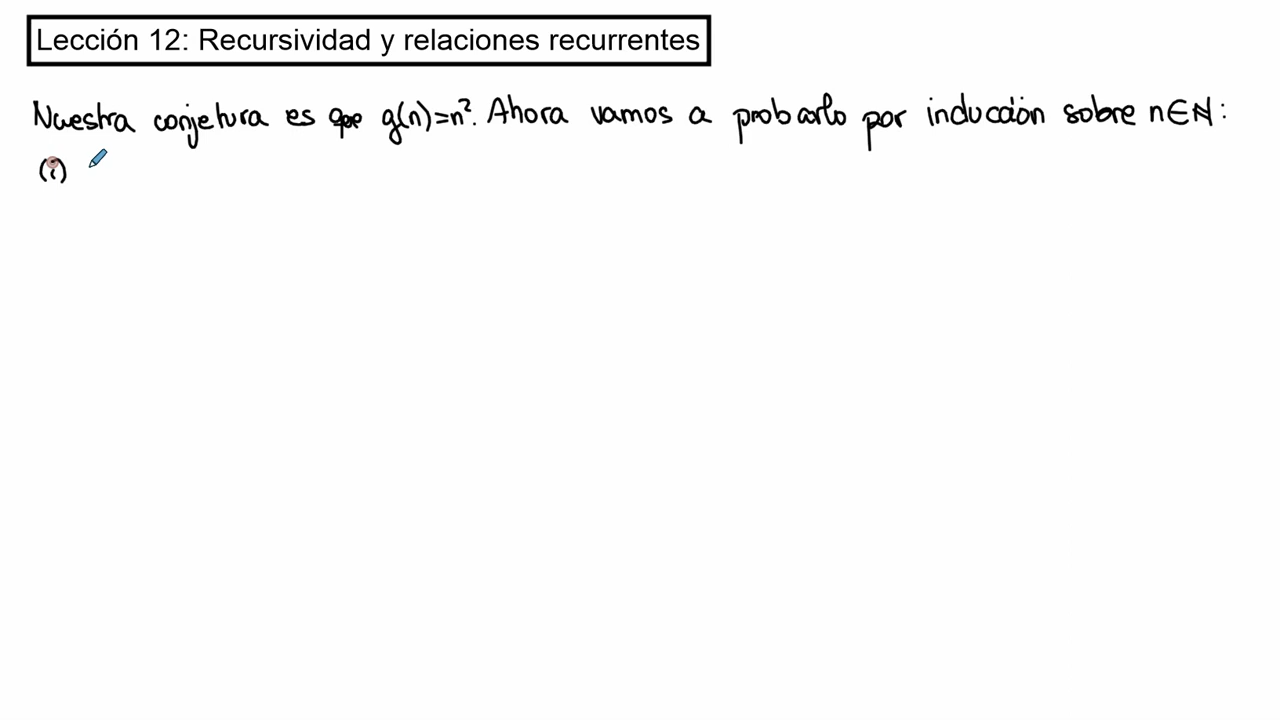 Lección 12: Recursividad y relaciones recurrentes
Nuestra conjetura es que g(n)=n². Ahora vamos a probarlo por inducción sobre n∈ℕ:
(i)